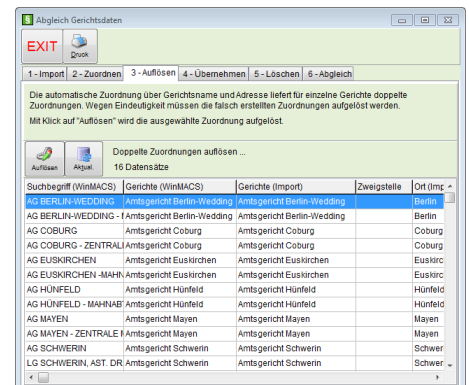 § Abgleich Gerichtsdaten
EXIT Druck
1 - Import 2 - Zuordnen 3 - Auflösen 4 - Übernehmen 5 - Löschen 6 - Abgleich
Die automatische Zuordnung über Gerichtsname und Adresse liefert für einzelne Gerichte doppelte
Zuordnungen. Wegen Eindeutigkeit müssen die falsch erstellten Zuordnungen aufgelöst werden.
Mit Klick auf "Auflösen" wird die ausgewählte Zuordnung aufgelöst.
Doppelte Zuordnungen auflösen ...
Auflösen Aktual. 16 Datensätze
Suchbegriff (WinMACS) Gerichte (WinMACS) Gerichte (Import) Zweigstelle Ort (Imp
AG BERLIN-WEDDING Amtsgericht Berlin-Wedding Amtsgericht Berlin-Wedding Berlin
AG BERLIN-WEDDING - Amtsgericht Berlin-Wedding Amtsgericht Berlin-Wedding Berlin
AG COBURG Amtsgericht Coburg Amtsgericht Coburg Coburg
AG COBURG - ZENTRAL Amtsgericht Coburg Amtsgericht Coburg Coburg
AG EUSKIRCHEN Amtsgericht Euskirchen Amtsgericht Euskirchen Euskirc
AG EUSKIRCHEN -MAHN Amtsgericht Euskirchen Amtsgericht Euskirchen Euskirc
AG HÜNFELD Amtsgericht Hünfeld Amtsgericht Hünfeld Hünfeld
AG HÜNFELD - MAHNAB Amtsgericht Hünfeld Amtsgericht Hünfeld Hünfeld
AG MAYEN Amtsgericht Mayen Amtsgericht Mayen Mayen
AG MAYEN - ZENTRALE Amtsgericht Mayen Amtsgericht Mayen Mayen
AG SCHWERIN Amtsgericht Schwerin Amtsgericht Schwerin Schwer
LG SCHWERIN, AST. DR Amtsgericht Schwerin Amtsgericht Schwerin Schwer